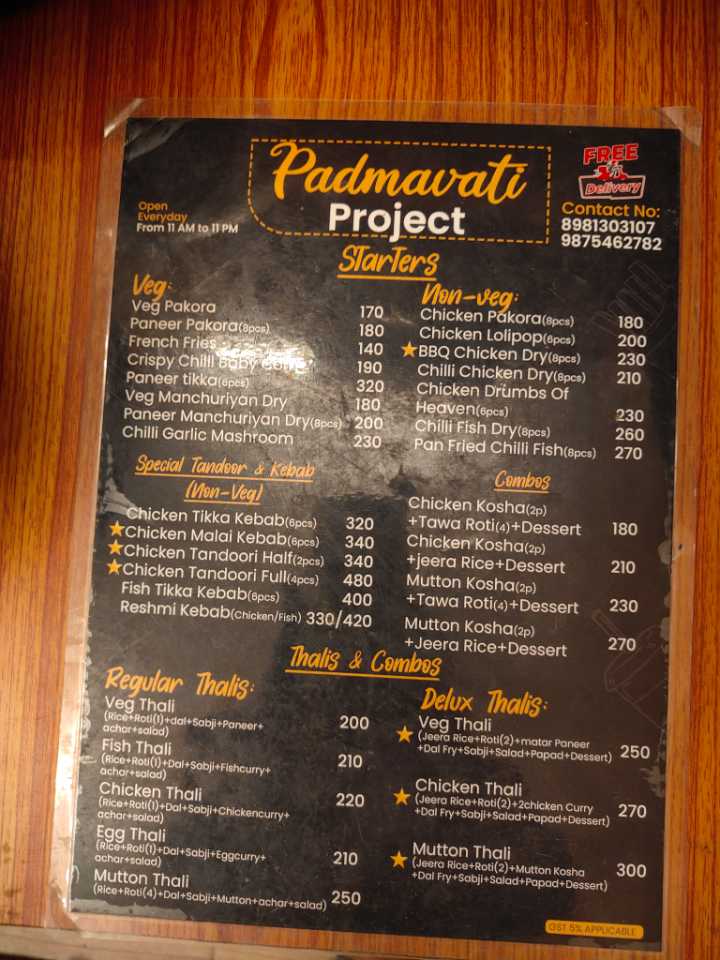 Padmavati
Project
Open
Everyday
From 11 AM to 11 PM
FREE
Delivery
Contact No:
8981303107
9875462782
STarTers
Veg:
Veg Pakora 170
Paneer Pakora(8pcs) 180
French Fries 140
Crispy Chilli Baby Corn 190
Paneer tikka(6pcs) 320
Veg Manchuriyan Dry 180
Paneer Manchuriyan Dry(8pcs) 200
Chilli Garlic Mashroom 230
Non-veg:
Chicken Pakora(8pcs) 180
Chicken Lolipop(6pcs) 200
BBQ Chicken Dry(8pcs) 230
Chilli Chicken Dry(8pcs) 210
Chicken Drumbs Of
Heaven(6pcs) 230
Chilli Fish Dry(8pcs) 260
Pan Fried Chilli Fish(8pcs) 270
Special Tandoor & Kebab
(Non-Veg)
Chicken Tikka Kebab(6pcs) 320
Chicken Malai Kebab(6pcs) 340
Chicken Tandoori Half(2pcs) 340
Chicken Tandoori Full(4pcs) 480
Fish Tikka Kebab(6pcs) 400
Reshmi Kebab(Chicken/Fish) 330/420
Combos
Chicken Kosha(2p)
+Tawa Roti(4)+Dessert 180
Chicken Kosha(2p)
+jeera Rice+Dessert 210
Mutton Kosha(2p)
+Tawa Roti(4)+Dessert 230
Mutton Kosha(2p)
+Jeera Rice+Dessert 270
Thalis & Combos
Regular Thalis:
Veg Thali
(Rice+Roti(1)+dal+Sabji+Paneer+ 200
achar+salad)
Fish Thali
(Rice+Roti(1)+Dal+Sabji+Fishcurry+ 210
achar+salad)
Chicken Thali
(Rice+Roti(1)+Dal+Sabji+Chickencurry+ 220
achar+salad)
Egg Thali
(Rice+Roti(1)+Dal+Sabji+Eggcurry+ 210
achar+salad)
Mutton Thali
(Rice+Roti(4)+Dal+Sabji+Mutton+achar+salad) 250
Delux Thalis:
Veg Thali
(Jeera Rice+Roti(2)+matar Paneer
+Dal Fry+Sabji+Salad+Papad+Dessert) 250
Chicken Thali
(Jeera Rice+Roti(2)+2chicken Curry
+Dal Fry+Sabji+Salad+Papad+Dessert) 270
Mutton Thali
(Jeera Rice+Roti(2)+Mutton Kosha
+Dal Fry+Sabji+Salad+Papad+Dessert) 300
GST 5% APPLICABLE